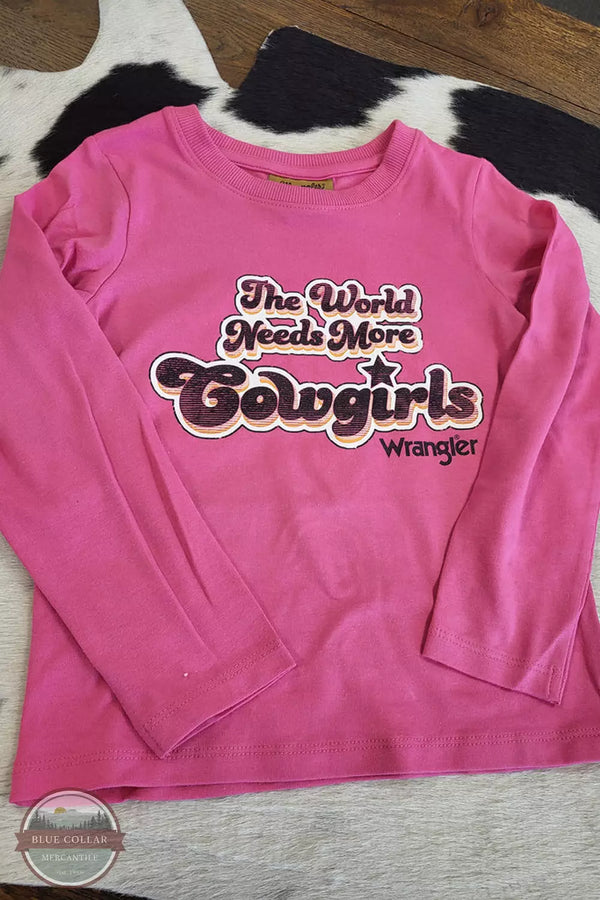 The World
Needs More
Cowgirls
Wrangler®
BLUE COLLAR
MERCANTILE